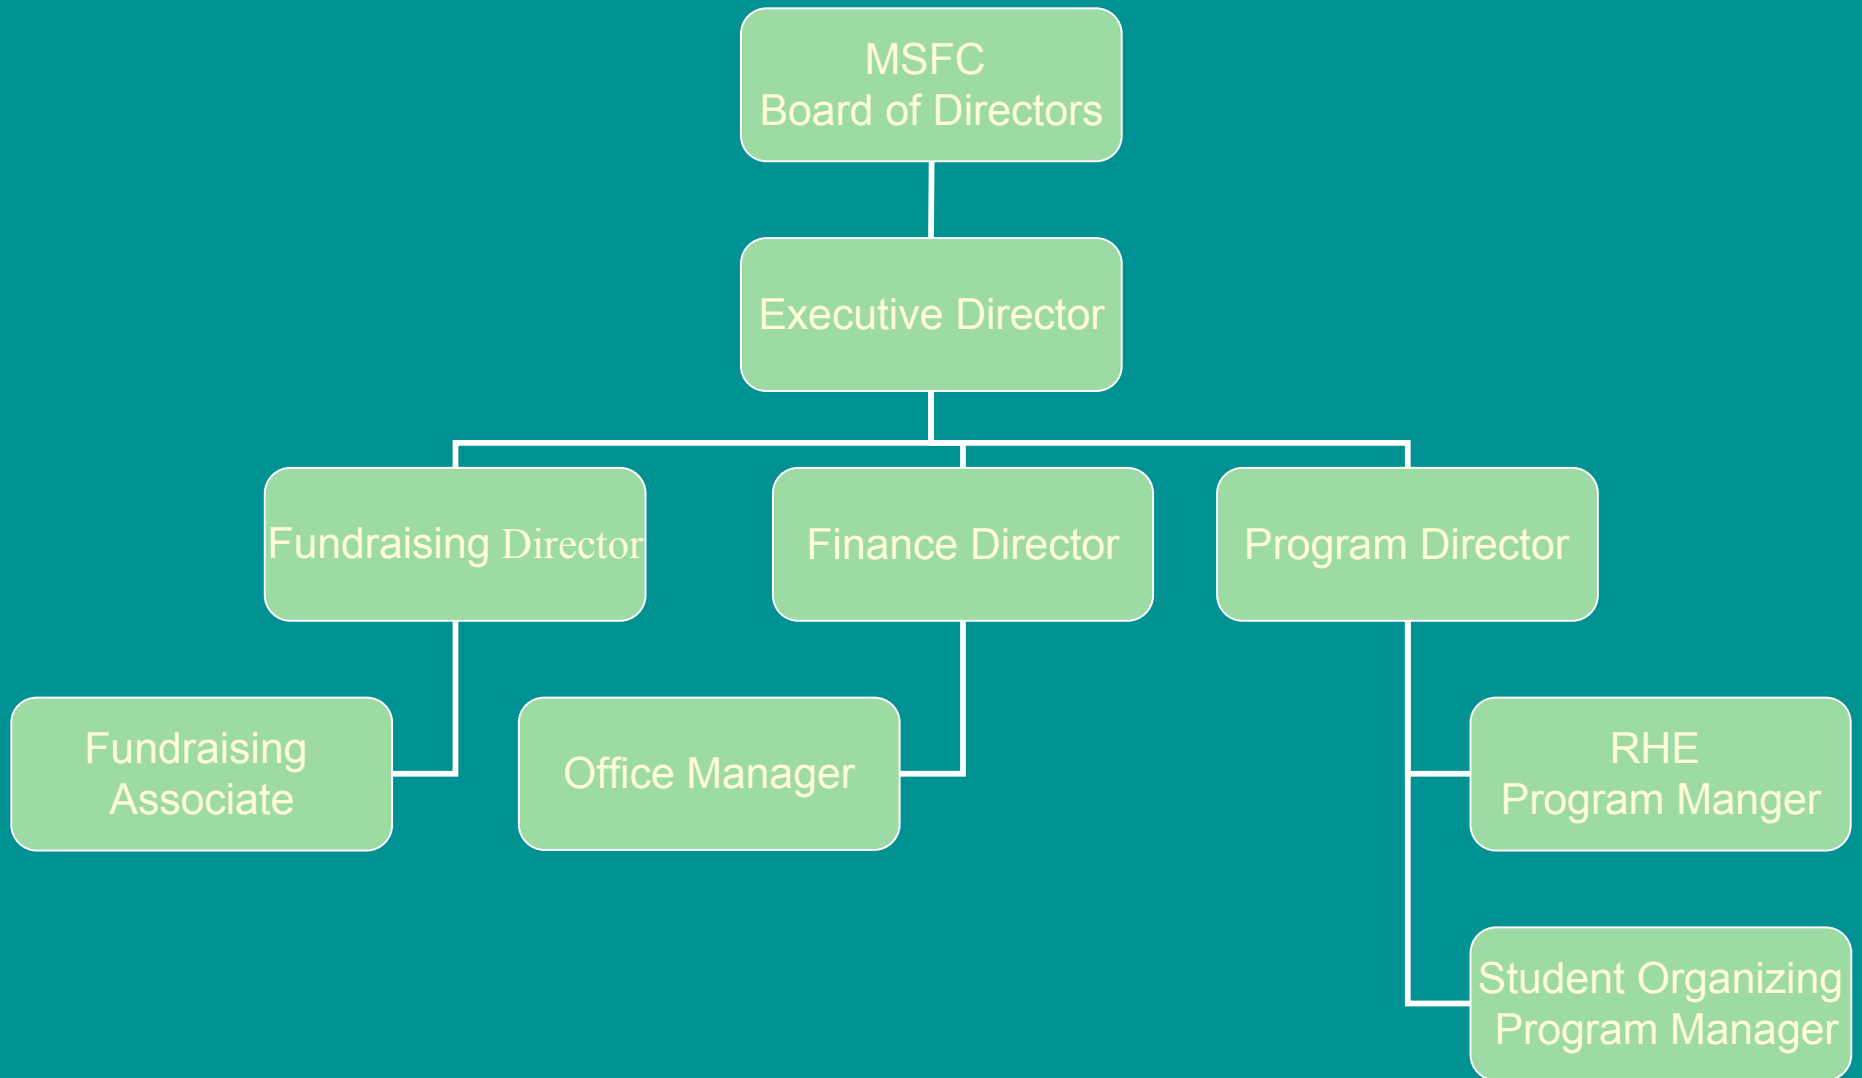 MSFC
Board of Directors
Executive Director
Fundraising Director
Finance Director
Program Director
Fundraising
Associate
Office Manager
RHE
Program Manger
Student Organizing
Program Manager